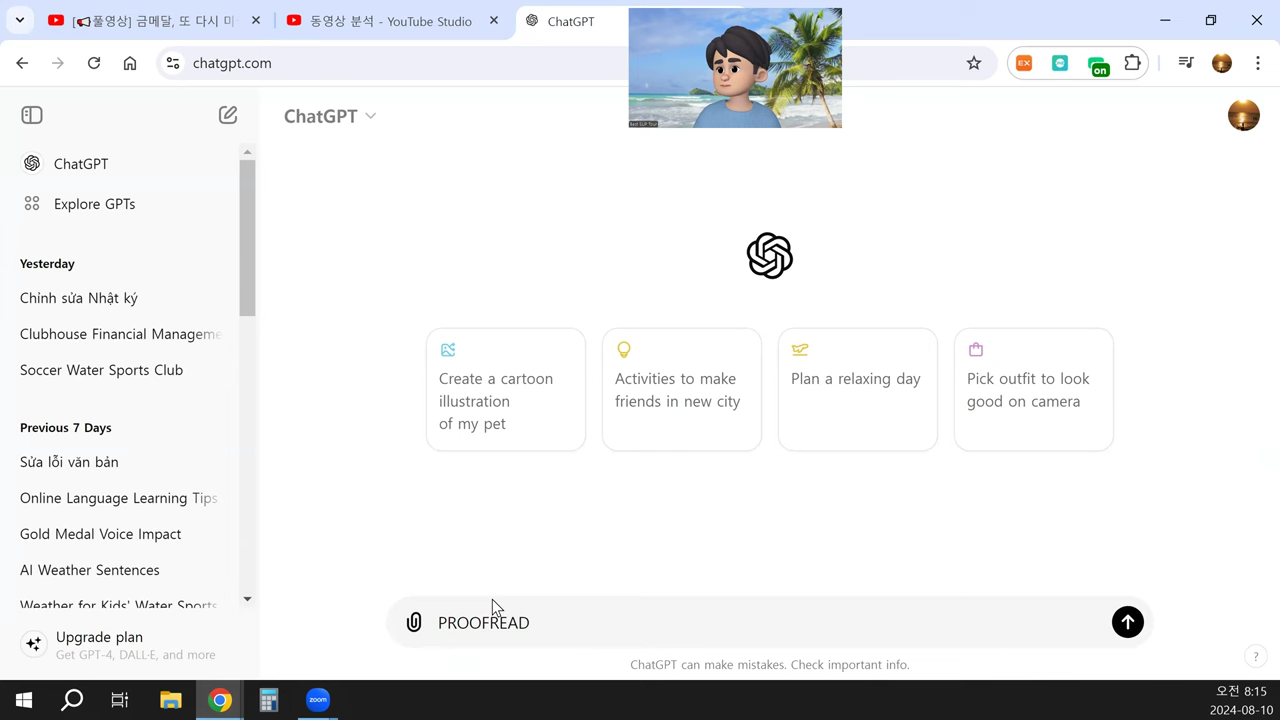 [📢풀영상] 금메달, 또 다시 미
동영상 분석 - YouTube Studio
ChatGPT
chatgpt.com
EX
on
ChatGPT
ChatGPT
Explore GPTs
Yesterday
Chỉnh sửa Nhật ký
Clubhouse Financial Manageme
Soccer Water Sports Club
Previous 7 Days
Sửa lỗi văn bản
Online Language Learning Tips
Gold Medal Voice Impact
AI Weather Sentences
Weather for Kids' Water Sports
Upgrade plan
Get GPT-4, DALL·E, and more
Create a cartoon
illustration
of my pet
Activities to make
friends in new city
Plan a relaxing day
Pick outfit to look
good on camera
PROOFREAD
ChatGPT can make mistakes. Check important info.
?
zoom
오전 8:15
2024-08-10